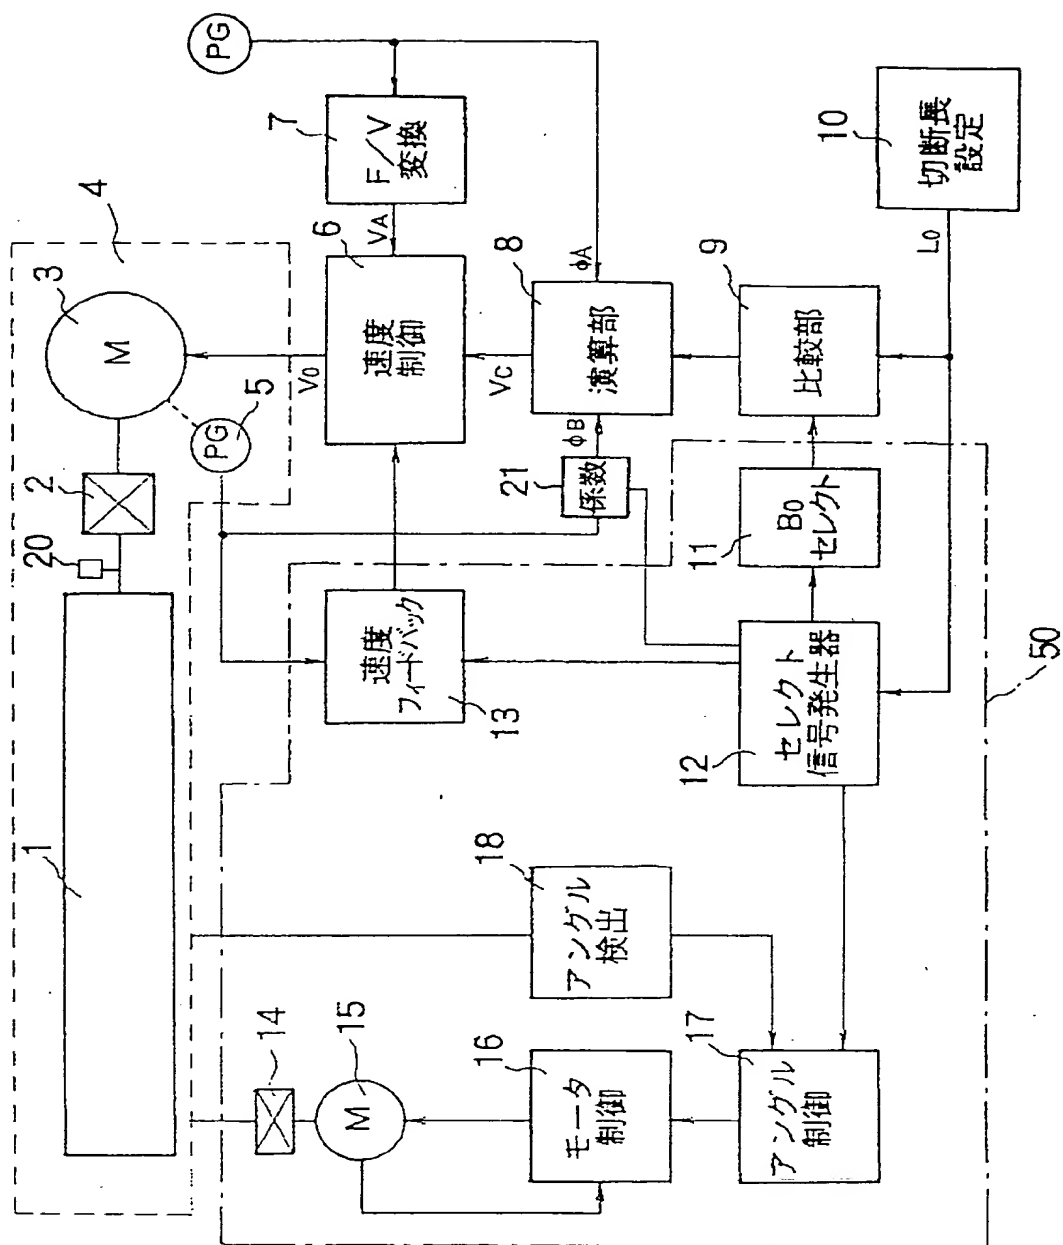 1
20
2
3
M
4
PG
5
PG
7
F／V
変換
VA
6
速度
制御
V0
VC
8
演算部
φA
φB
21
係数
9
比較部
10
切断長
設定
L0
11
B0
セレクト
12
セレクト
信号発生器
13
速度
フィードバック
14
15
M
16
モータ
制御
17
アングル
制御
18
アングル
検出
50